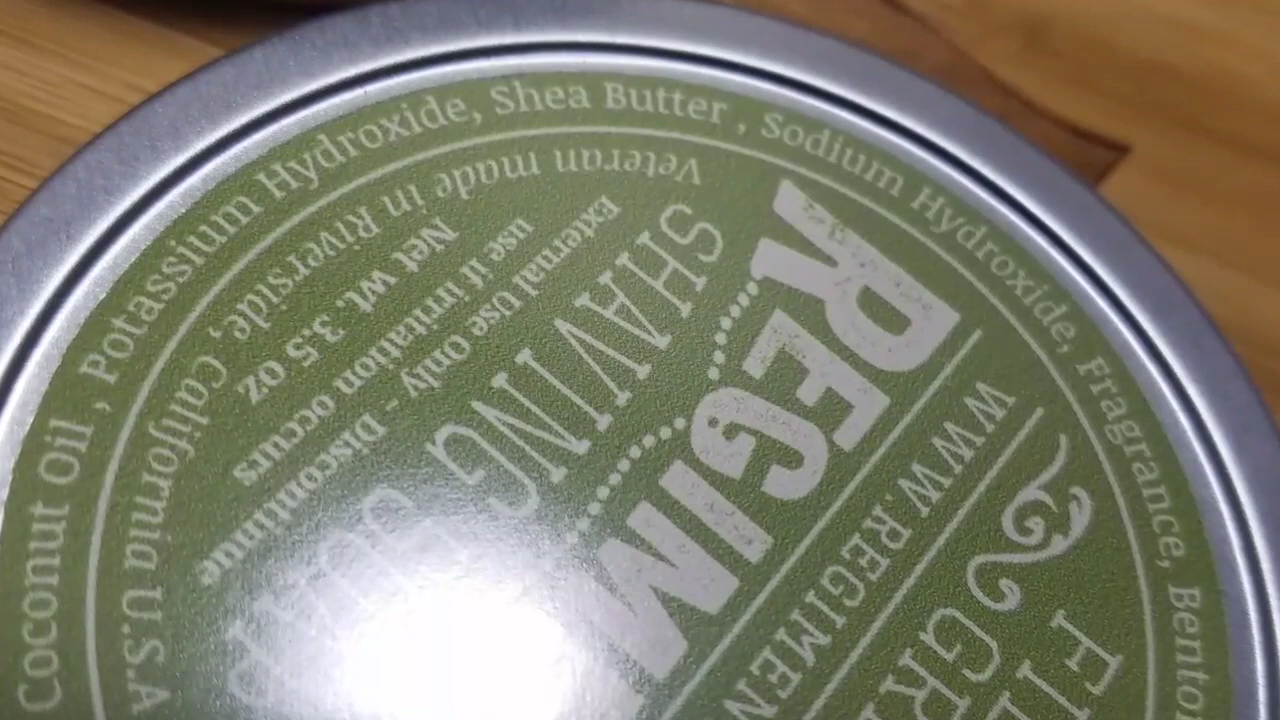 Coconut Oil , Potassium Hydroxide, Shea Butter , Sodium Hydroxide, Fragrance,
WWW.REGIMEN
REGIM
SHAVING
External Use Only - Discontinue
use if irritation occurs
Net wt. 3.5 oz
Veteran made in Riverside, California U.S.A